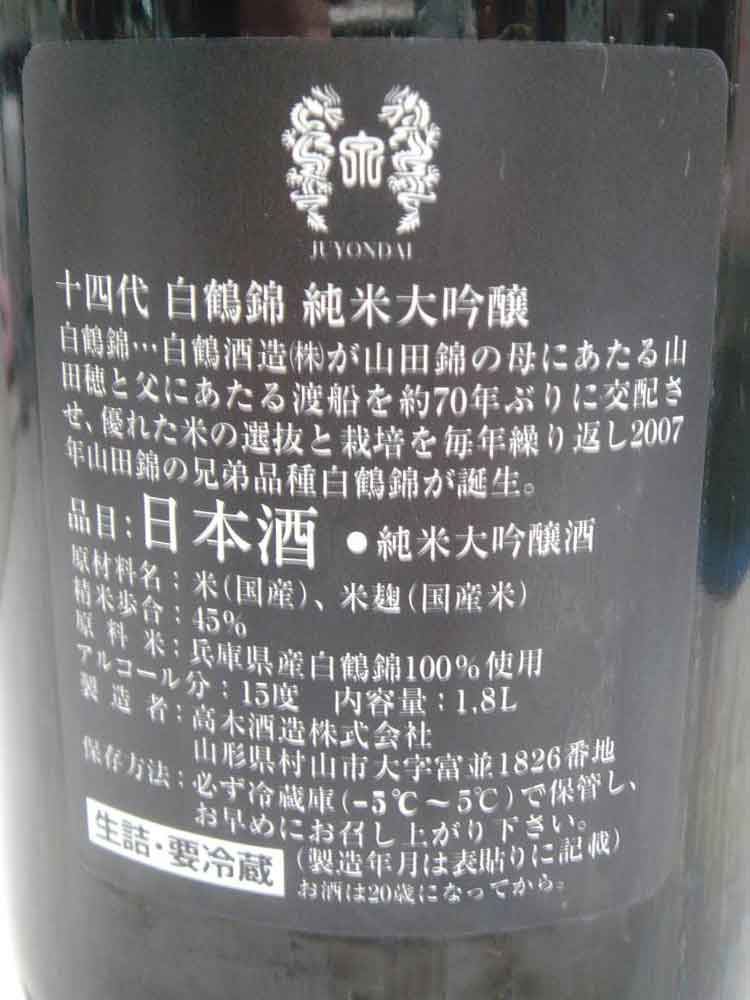 JUYONDAI
十四代 白鶴錦 純米大吟醸
白鶴錦…白鶴酒造㈱が山田錦の母にあたる山
田穂と父にあたる渡船を約70年ぶりに交配さ
せ、優れた米の選抜と栽培を毎年繰り返し2007
年山田錦の兄弟品種白鶴錦が誕生。
品目：日本酒 ●純米大吟醸酒
原材料名：米(国産)、米麹(国産米)
精米歩合：45%
原料米：兵庫県産白鶴錦100%使用
アルコール分：15度 内容量：1.8L
製造者：高木酒造株式会社
山形県村山市大字富並1826番地
保存方法：必ず冷蔵庫(-5℃～5℃)で保管し、
お早めにお召し上がり下さい。
生詰・要冷蔵 (製造年月は表貼りに記載)
お酒は20歳になってから。